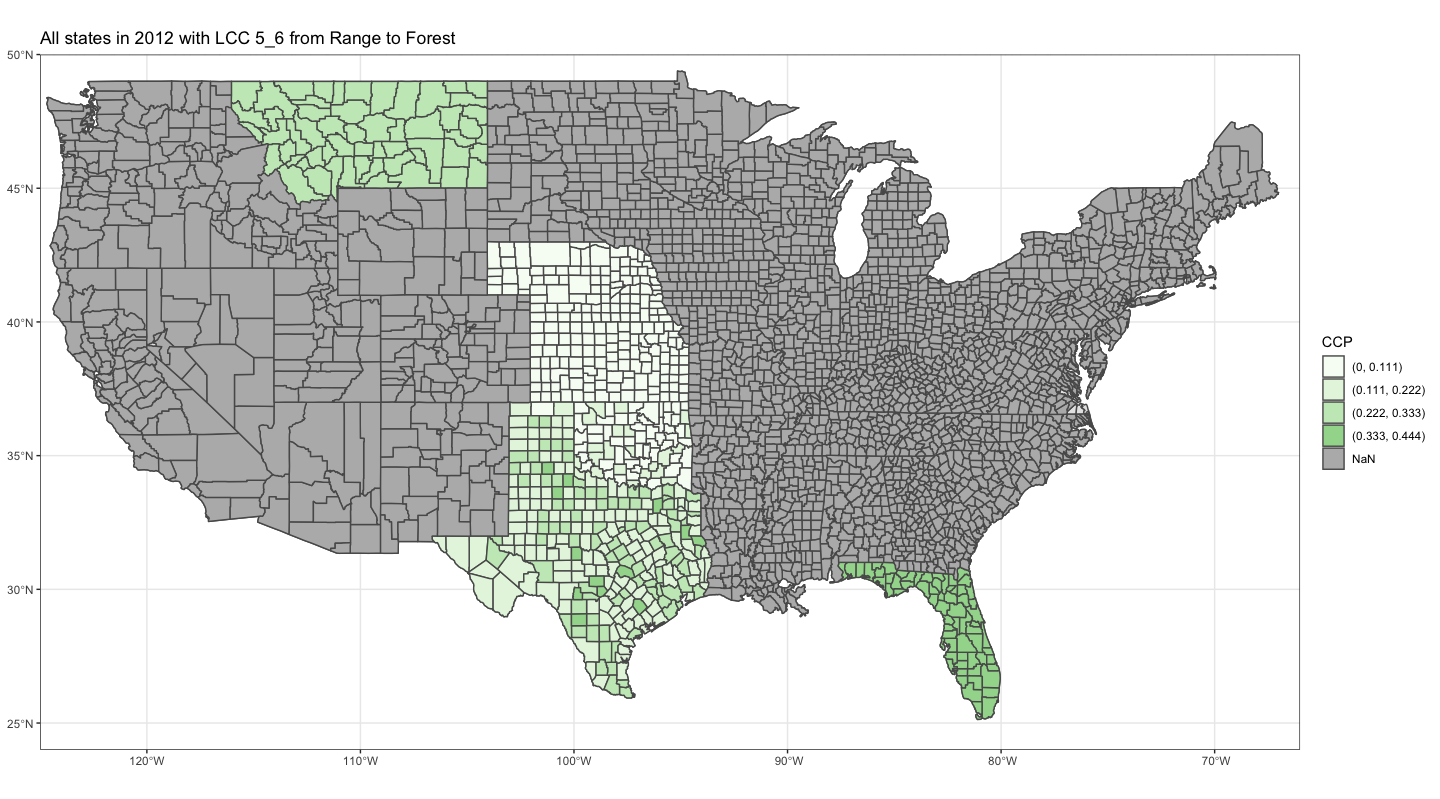 All states in 2012 with LCC 5_6 from Range to Forest
50°N
45°N
40°N
35°N
30°N
25°N
120°W
110°W
100°W
90°W
80°W
70°W
CCP
(0, 0.111)
(0.111, 0.222)
(0.222, 0.333)
(0.333, 0.444)
NaN